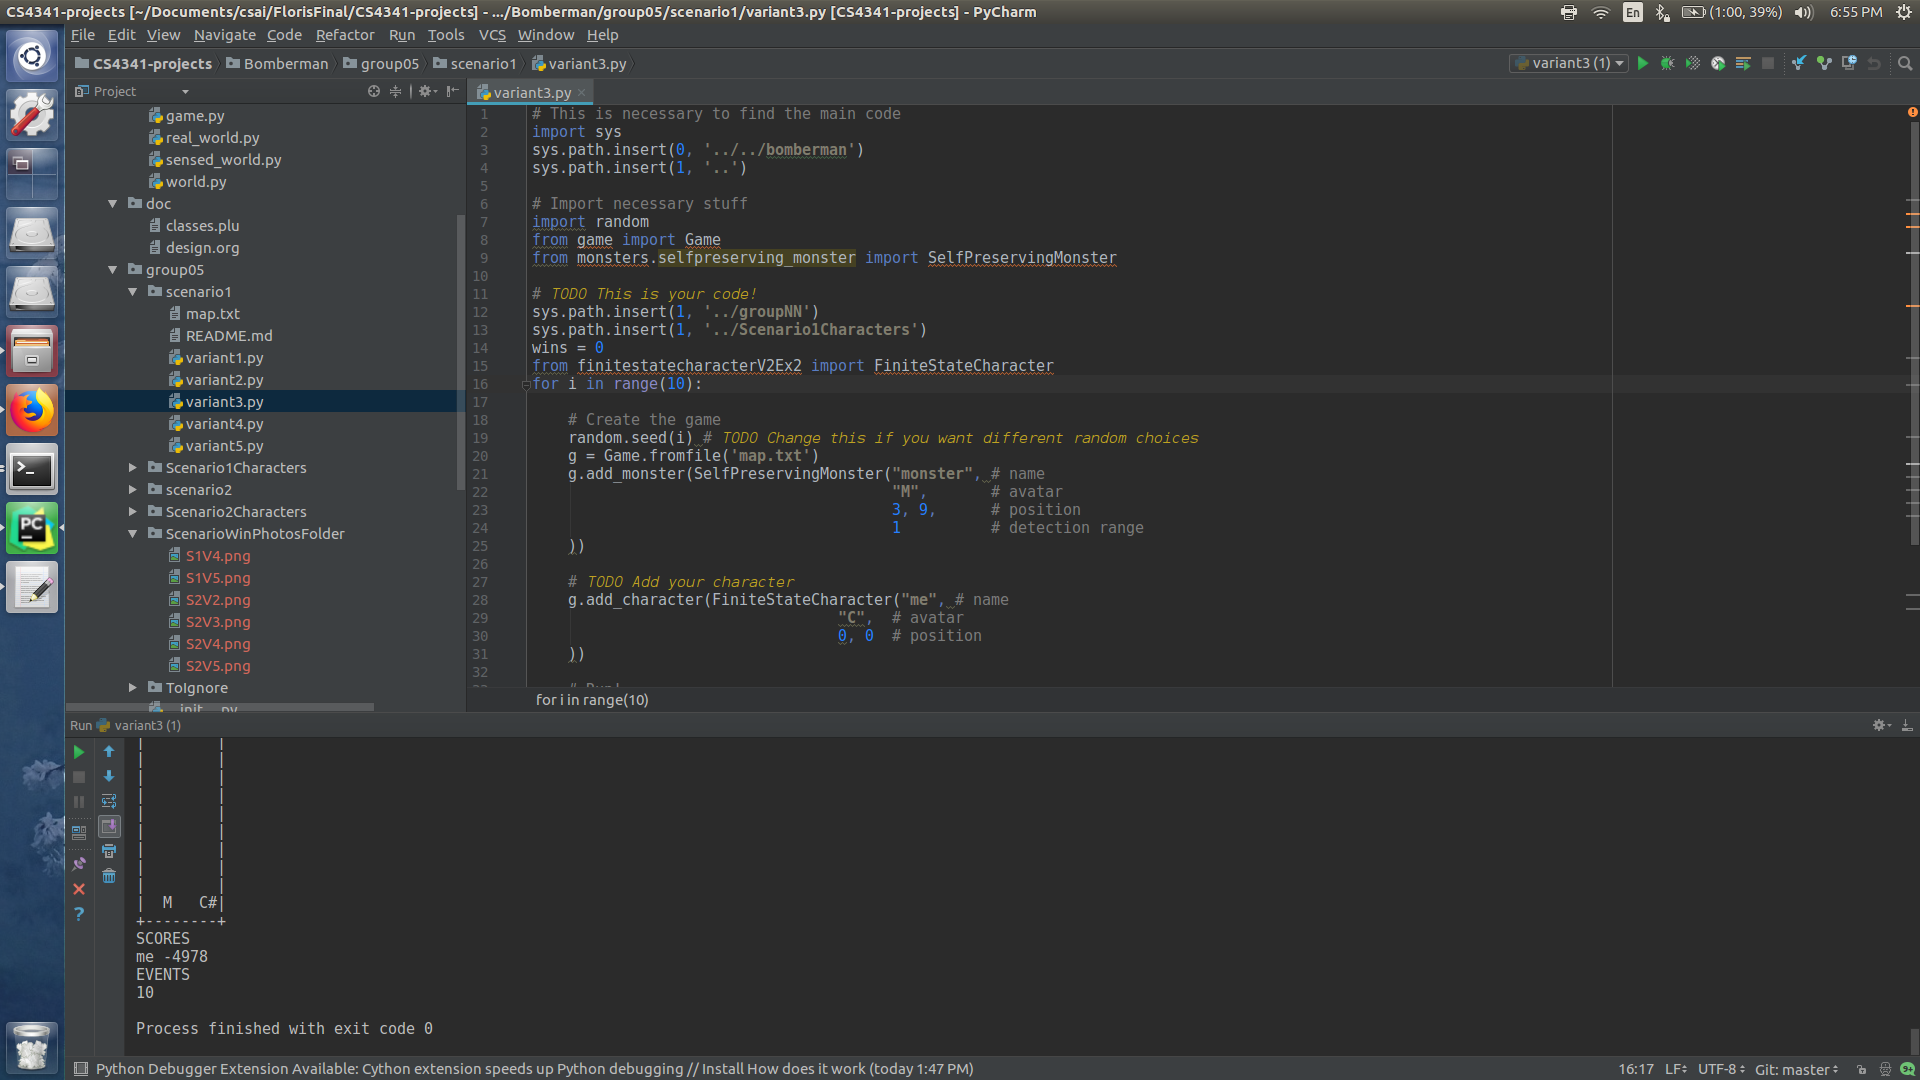 CS4341-projects [~/Documents/csai/FlorisFinal/CS4341-projects] - .../Bomberman/group05/scenario1/variant3.py [CS4341-projects] - PyCharm
En (1:00, 39%) 6:55 PM
File Edit View Navigate Code Refactor Run Tools VCS Window Help
CS4341-projects Bomberman group05 scenario1 variant3.py variant3 (1)
Project
variant3.py
game.py
real_world.py
sensed_world.py
world.py
doc
classes.plu
design.org
group05
scenario1
map.txt
README.md
variant1.py
variant2.py
variant3.py
variant4.py
variant5.py
Scenario1Characters
scenario2
Scenario2Characters
ScenarioWinPhotosFolder
S1V4.png
S1V5.png
S2V2.png
S2V3.png
S2V4.png
S2V5.png
ToIgnore
1 # This is necessary to find the main code
2 import sys
3 sys.path.insert(0, '../../bomberman')
4 sys.path.insert(1, '..')
5
6 # Import necessary stuff
7 import random
8 from game import Game
9 from monsters.selfpreserving_monster import SelfPreservingMonster
10
11 # TODO This is your code!
12 sys.path.insert(1, '../groupNN')
13 sys.path.insert(1, '../Scenario1Characters')
14 wins = 0
15 from finitestatecharacterV2Ex2 import FiniteStateCharacter
16 for i in range(10):
17
18 # Create the game
19 random.seed(i) # TODO Change this if you want different random choices
20 g = Game.fromfile('map.txt')
21 g.add_monster(SelfPreservingMonster("monster", # name
22 "M", # avatar
23 3, 9, # position
24 1 # detection range
25 ))
26
27 # TODO Add your character
28 g.add_character(FiniteStateCharacter("me", # name
29 "C", # avatar
30 0, 0 # position
31 ))
32
for i in range(10)
Run variant3 (1)
| |
| |
| |
| |
| |
| |
| |
| |
| |
| M C#|
+--------+
SCORES
me -4978
EVENTS
10
Process finished with exit code 0
Python Debugger Extension Available: Cython extension speeds up Python debugging // Install How does it work (today 1:47 PM)
16:17 LF UTF-8 Git: master 9+